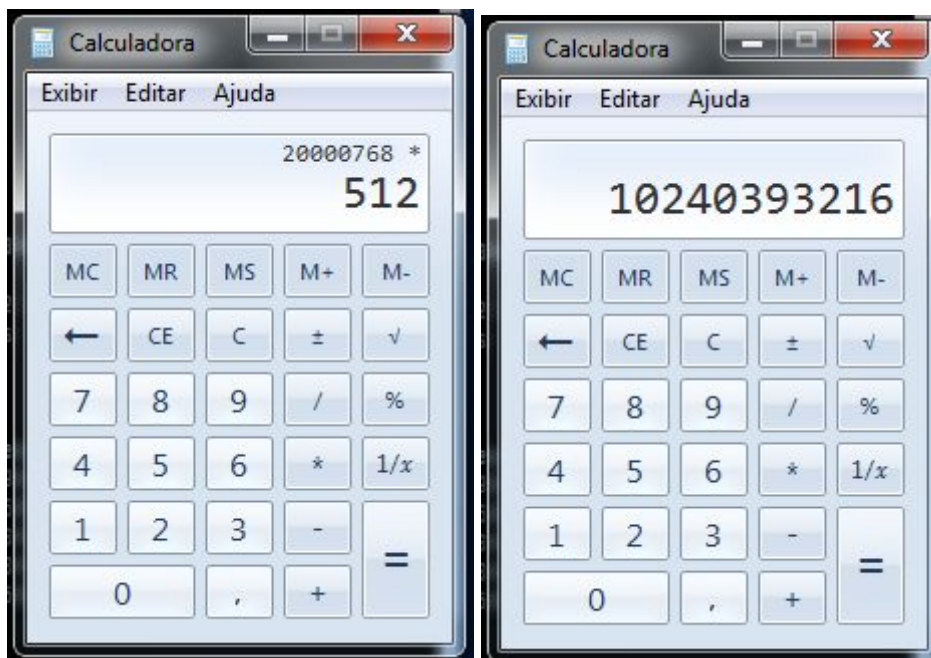 Calculadora
Exibir Editar Ajuda
20000768 *
512
MC MR MS M+ M-
← CE C ± √
7 8 9 / %
4 5 6 * 1/x
1 2 3 - =
0 , +
Calculadora
Exibir Editar Ajuda
10240393216
MC MR MS M+ M-
← CE C ± √
7 8 9 / %
4 5 6 * 1/x
1 2 3 - =
0 , +